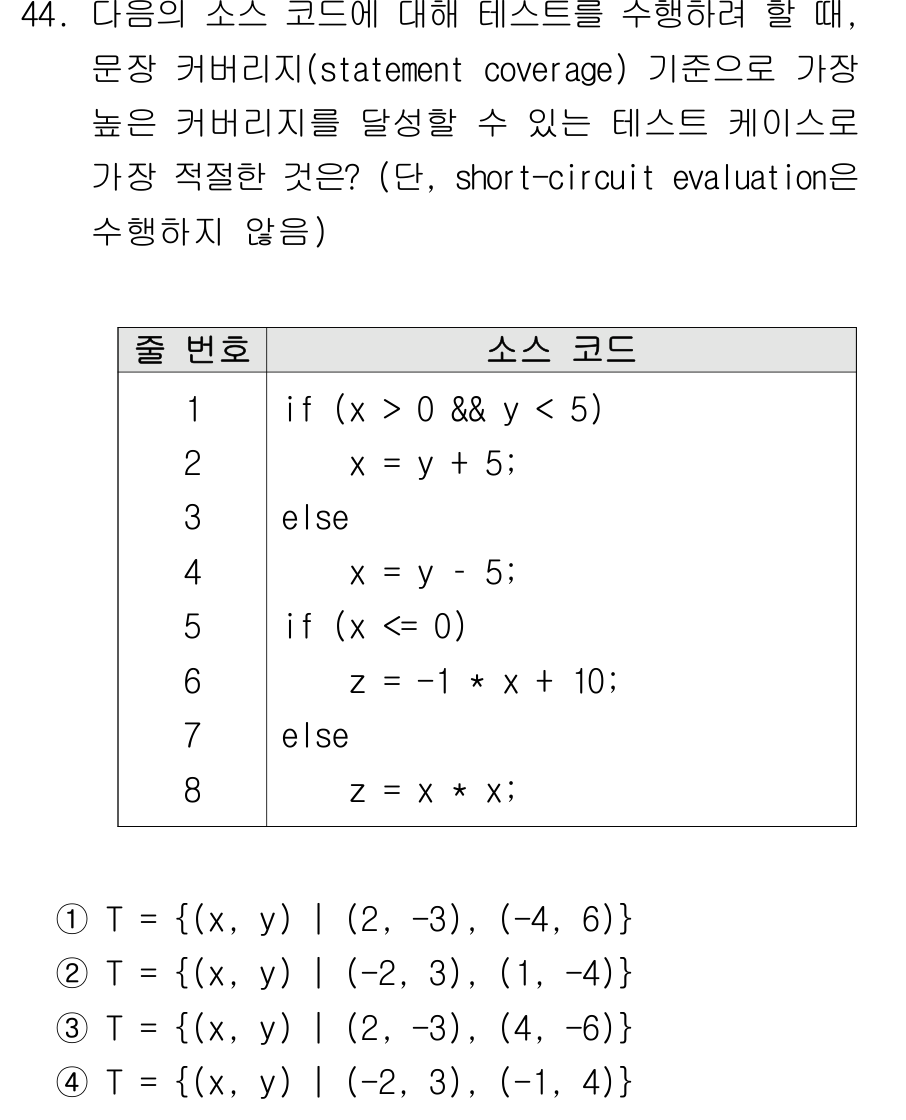 44. 다음의 소스 코드에 대해 테스트를 수행하려 할 때,
문장 커버리지(statement coverage) 기준으로 가장
높은 커버리지를 달성할 수 있는 테스트 케이스로
가장 적절한 것은? (단, short-circuit evaluation은
수행하지 않음)
줄 번호 소스 코드
1 if (x > 0 && y < 5)
2 x = y + 5;
3 else
4 x = y - 5;
5 if (x <= 0)
6 z = -1 * x + 10;
7 else
8 z = x * x;
① T = {(x, y) | (2, -3), (-4, 6)}
② T = {(x, y) | (-2, 3), (1, -4)}
③ T = {(x, y) | (2, -3), (4, -6)}
④ T = {(x, y) | (-2, 3), (-1, 4)}